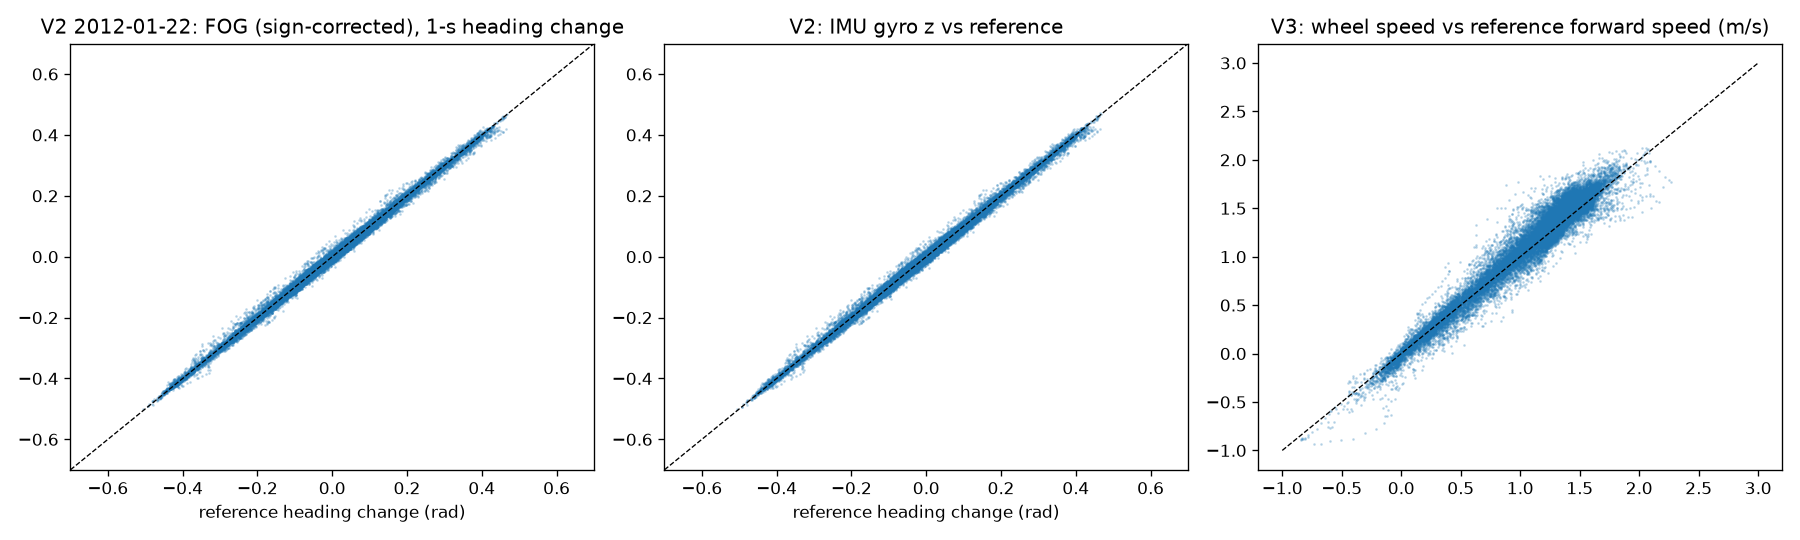 V2 2012-01-22: FOG (sign-corrected), 1-s heading change
0.6
0.4
0.2
0.0
−0.2
−0.4
−0.6
−0.6 −0.4 −0.2 0.0 0.2 0.4 0.6
reference heading change (rad)
V2: IMU gyro z vs reference
0.6
0.4
0.2
0.0
−0.2
−0.4
−0.6
−0.6 −0.4 −0.2 0.0 0.2 0.4 0.6
reference heading change (rad)
V3: wheel speed vs reference forward speed (m/s)
3.0
2.5
2.0
1.5
1.0
0.5
0.0
−0.5
−1.0
−1.0 −0.5 0.0 0.5 1.0 1.5 2.0 2.5 3.0